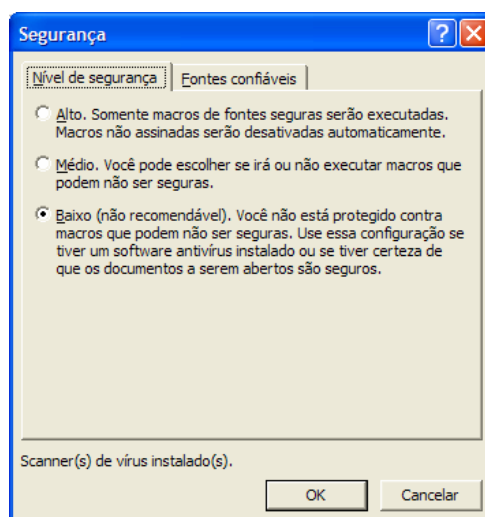 Segurança
Nível de segurança
Fontes confiáveis
Alto. Somente macros de fontes seguras serão executadas.
Macros não assinadas serão desativadas automaticamente.
Médio. Você pode escolher se irá ou não executar macros que
podem não ser seguras.
Baixo (não recomendável). Você não está protegido contra
macros que podem não ser seguras. Use essa configuração se
tiver um software antivírus instalado ou se tiver certeza de
que os documentos a serem abertos são seguros.
Scanner(s) de vírus instalado(s).
OK
Cancelar